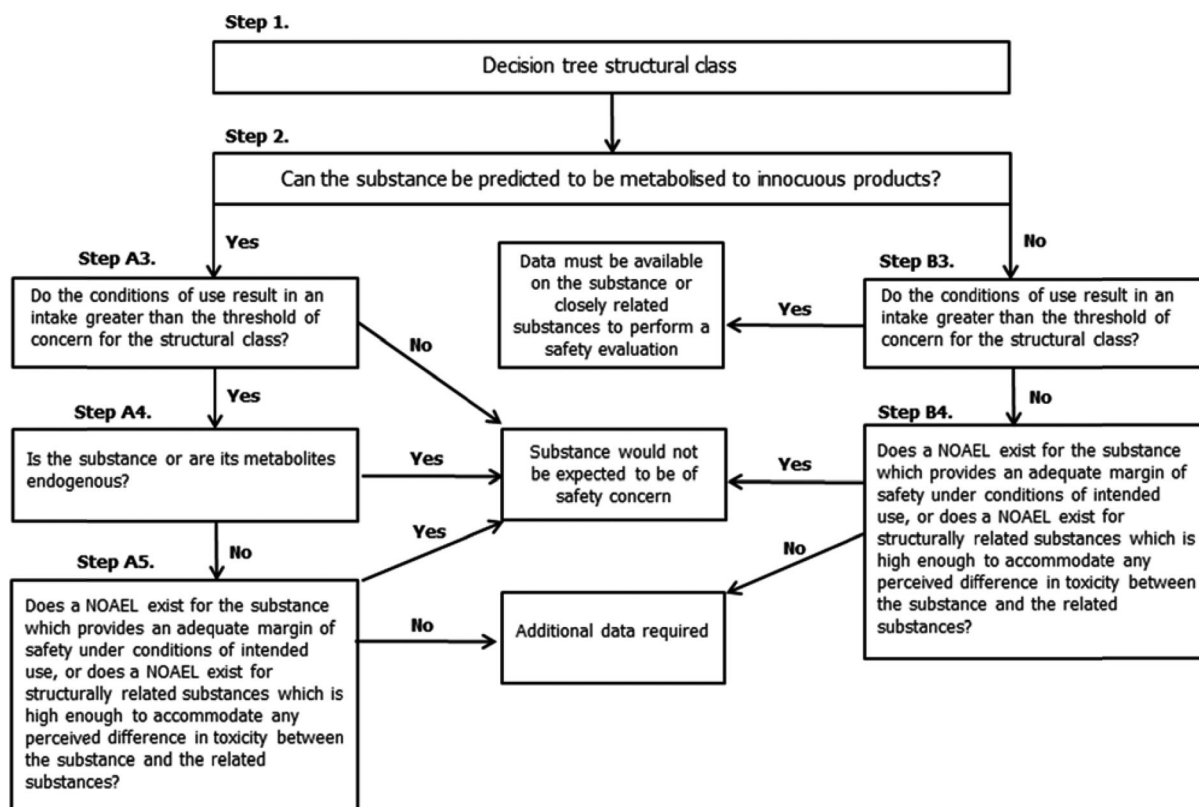 Step 1.
Decision tree structural class
Step 2.
Can the substance be predicted to be metabolised to innocuous products?
Yes
No
Step A3.
Do the conditions of use result in an
intake greater than the threshold of
concern for the structural class?
Data must be available
on the substance or
closely related
substances to perform a
safety evaluation
Yes
Step B3.
Do the conditions of use result in an
intake greater than the threshold of
concern for the structural class?
No
Yes
No
Step A4.
Is the substance or are its metabolites
endogenous?
Yes
Substance would not
be expected to be of
safety concern
Yes
Step B4.
Does a NOAEL exist for the substance
which provides an adequate margin of
safety under conditions of intended
use, or does a NOAEL exist for
structurally related substances which is
high enough to accommodate any
perceived difference in toxicity between
the substance and the related
substances?
No
Yes
No
Step A5.
Does a NOAEL exist for the substance
which provides an adequate margin of
safety under conditions of intended
use, or does a NOAEL exist for
structurally related substances which is
high enough to accommodate any
perceived difference in toxicity between
the substance and the related
substances?
No
Additional data required